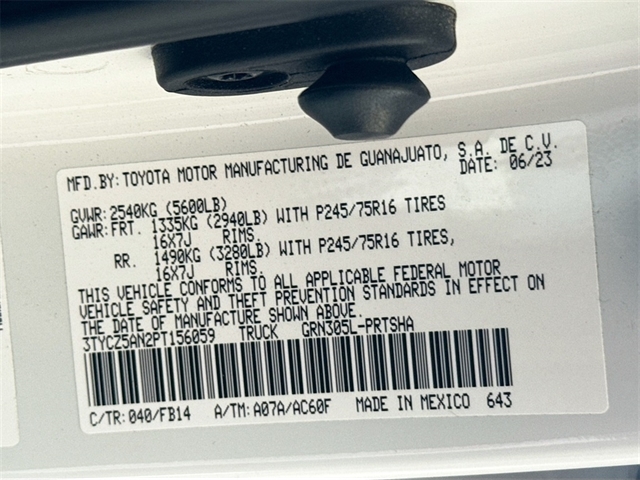 MFD.BY:TOYOTA MOTOR MANUFACTURING DE GUANAJUATO, S.A. DE C.V.
DATE: 06/23
GVWR:2540KG (5600LB)
GAWR:FRT. 1335KG (2940LB) WITH P245/75R16 TIRES
16X7J RIMS.
RR. 1490KG (3280LB) WITH P245/75R16 TIRES,
16X7J RIMS.
THIS VEHICLE CONFORMS TO ALL APPLICABLE FEDERAL MOTOR
VEHICLE SAFETY AND THEFT PREVENTION STANDARDS IN EFFECT ON
THE DATE OF MANUFACTURE SHOWN ABOVE.
3TYCZ5AN2PT156059 TRUCK GRN305L-PRTSHA
C/TR:040/FB14 A/TM:A07A/AC60F MADE IN MEXICO 643